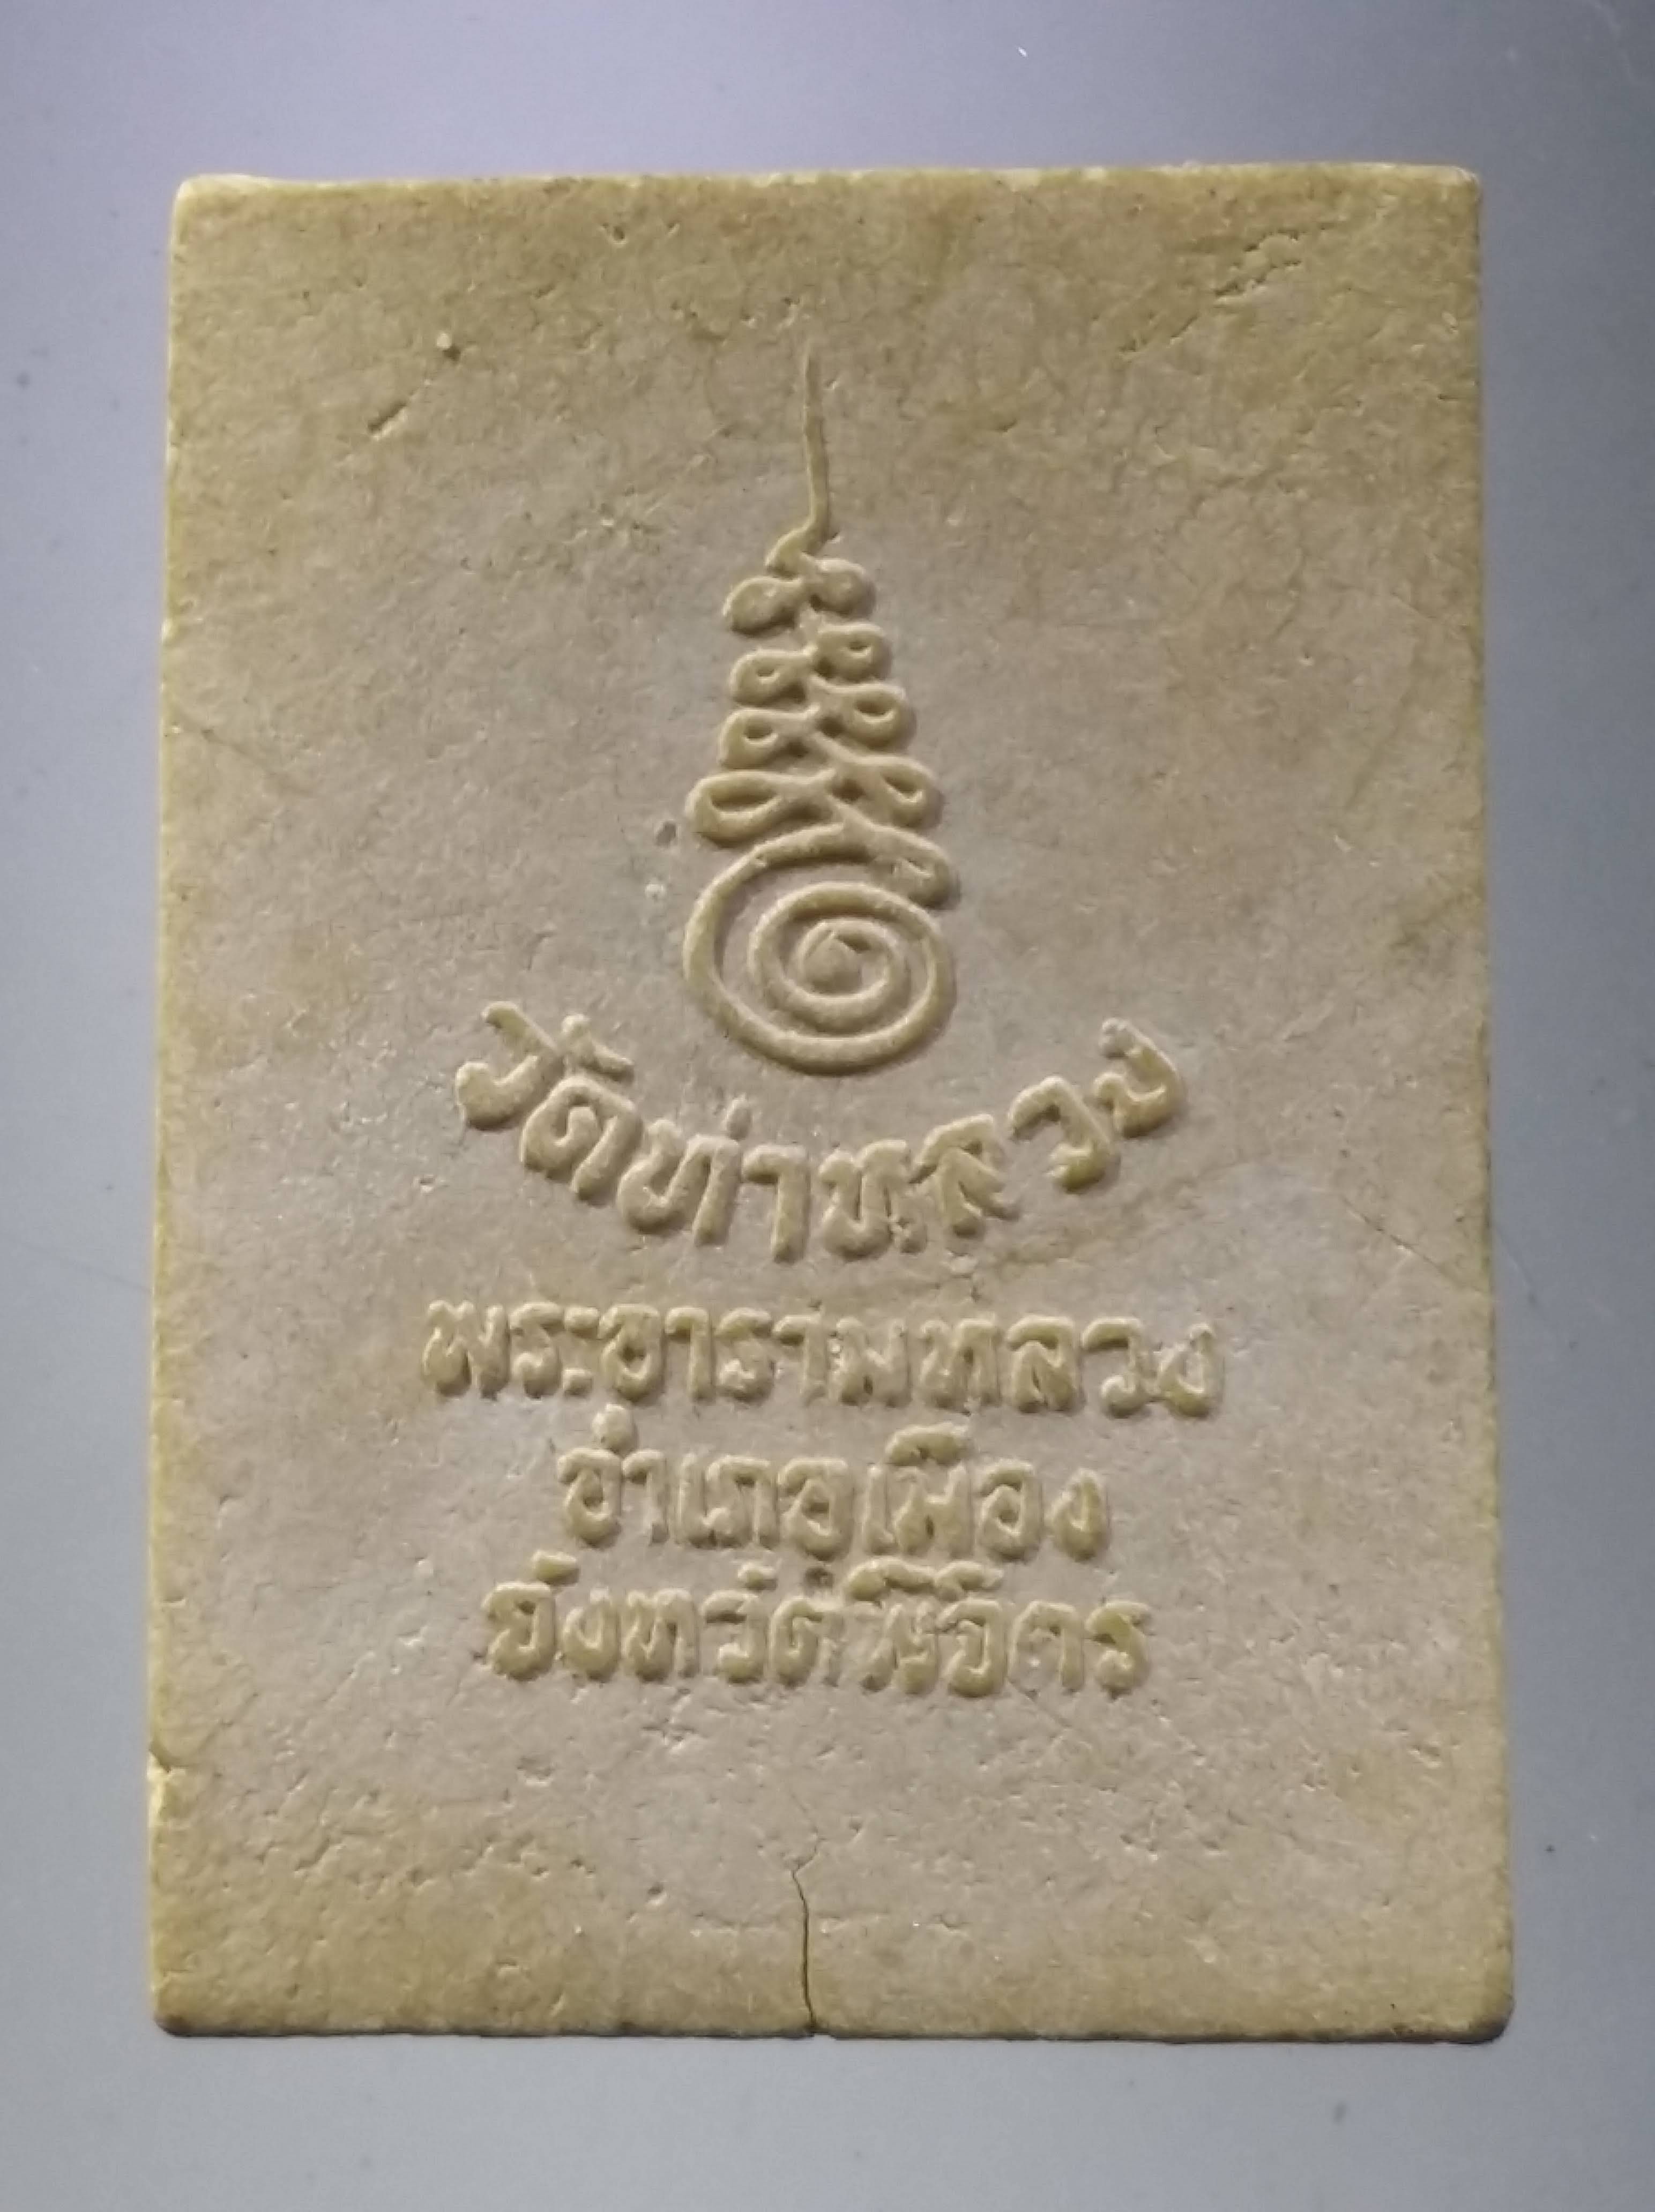 วัดท่าหลวง
พระอารามหลวง
อำเภอเมือง
จังหวัดพิจิตร